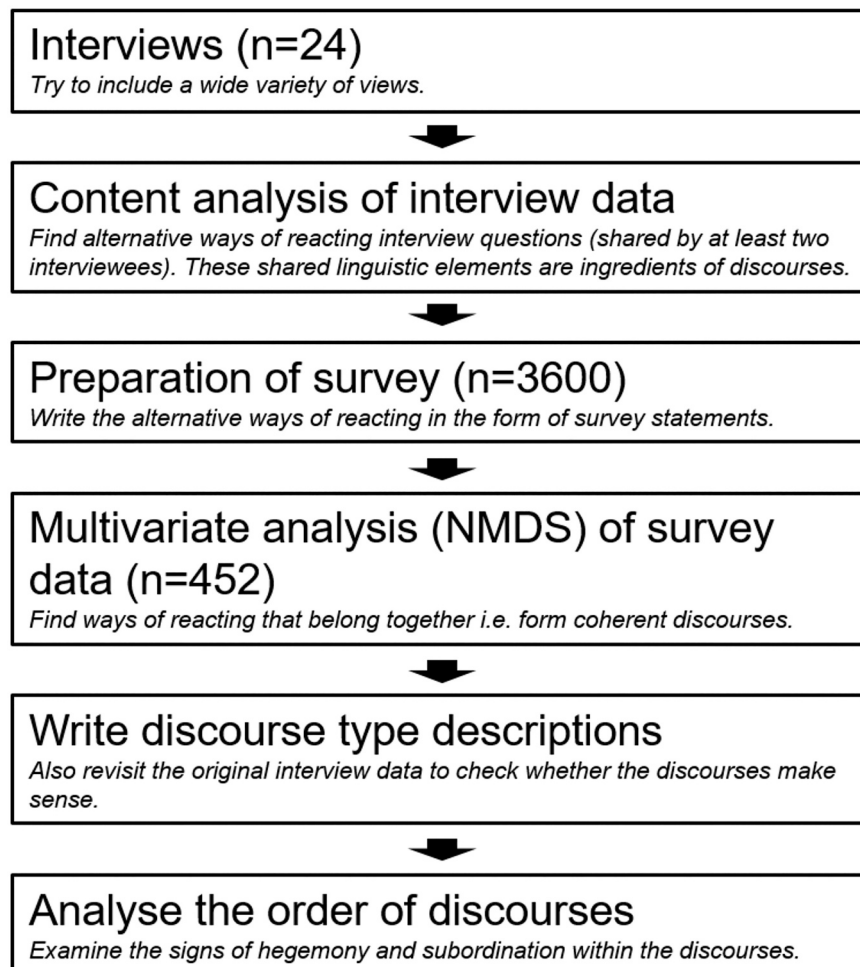 Interviews (n=24)
Try to include a wide variety of views.
Content analysis of interview data
Find alternative ways of reacting interview questions (shared by at least two
interviewees). These shared linguistic elements are ingredients of discourses.
Preparation of survey (n=3600)
Write the alternative ways of reacting in the form of survey statements.
Multivariate analysis (NMDS) of survey
data (n=452)
Find ways of reacting that belong together i.e. form coherent discourses.
Write discourse type descriptions
Also revisit the original interview data to check whether the discourses make
sense.
Analyse the order of discourses
Examine the signs of hegemony and subordination within the discourses.